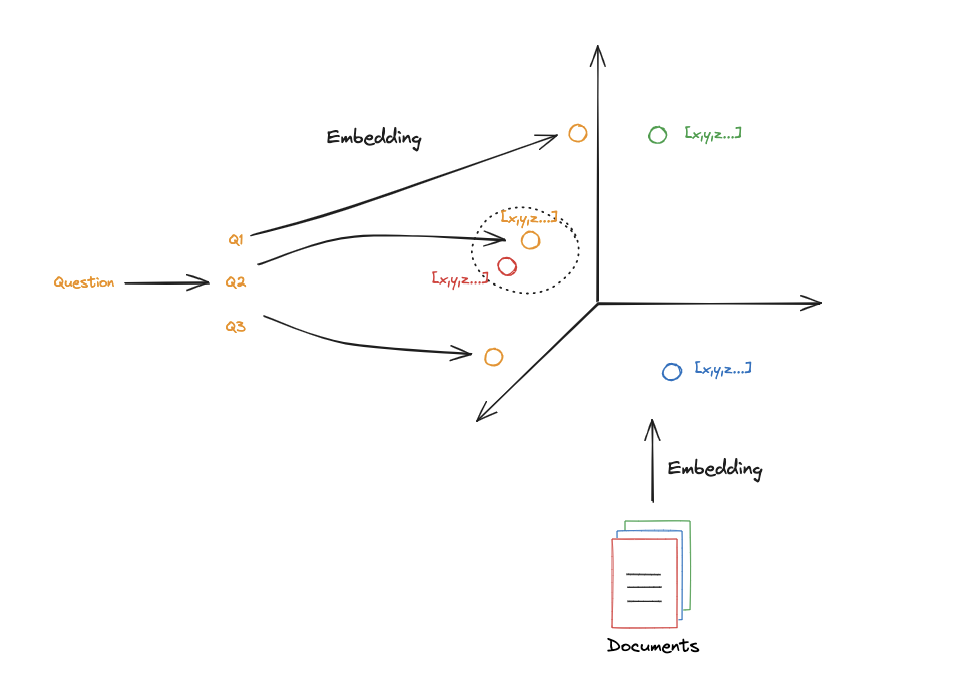 Embedding
[x,y,z...]
[x,y,z...]
Q1
[x,y,z...]
Question
Q2
Q3
[x,y,z...]
Embedding
Documents